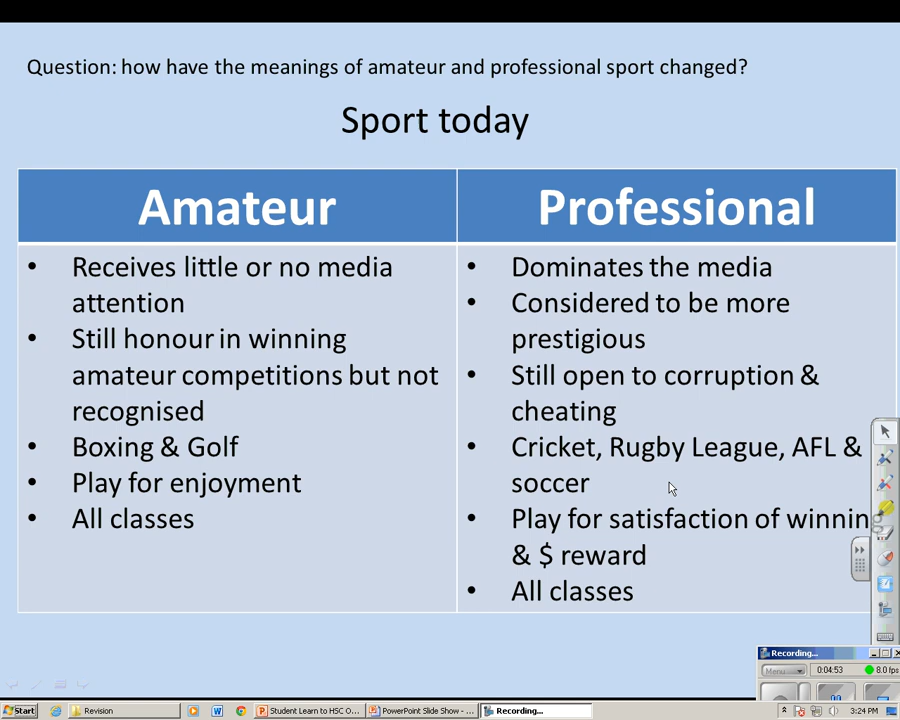 Question: how have the meanings of amateur and professional sport changed?
Sport today
Amateur
• Receives little or no media
attention
• Still honour in winning
amateur competitions but not
recognised
• Boxing & Golf
• Play for enjoyment
• All classes
Professional
• Dominates the media
• Considered to be more
prestigious
• Still open to corruption &
cheating
• Cricket, Rugby League, AFL &
soccer
• Play for satisfaction of winning
& $ reward
• All classes
Recording...
Menu
0:04:53
8.0 fps
Start
Revision
Student Learn to HSC O...
PowerPoint Slide Show - ...
Recording...
3:24 PM